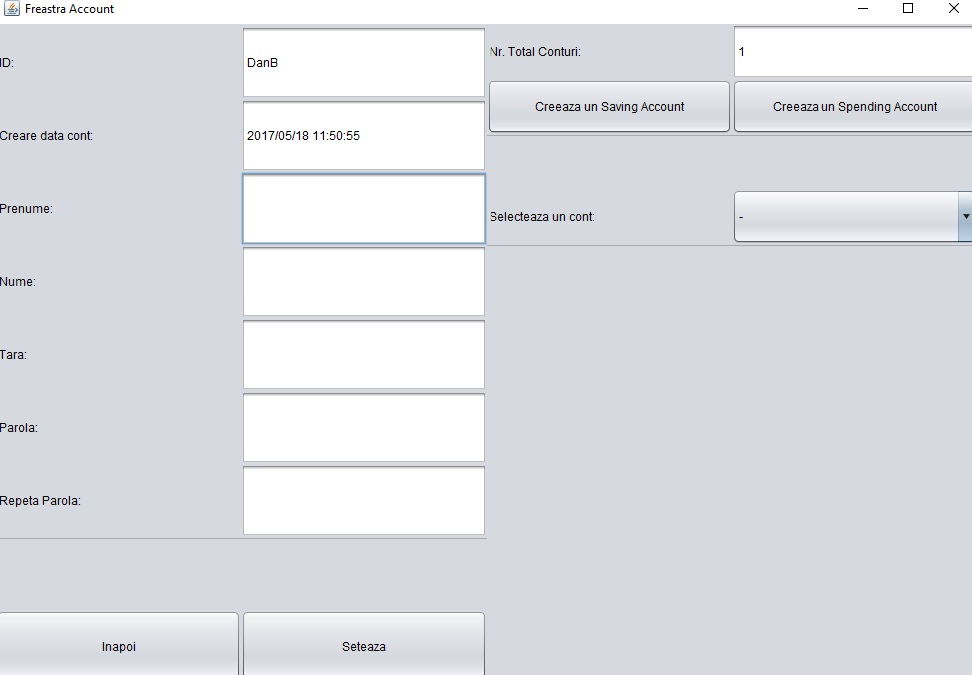 Freastra Account
ID:
DanB
Creare data cont:
2017/05/18 11:50:55
Prenume:
Nume:
Tara:
Parola:
Repeta Parola:
Inapoi
Seteaza
Nr. Total Conturi:
1
Creeaza un Saving Account
Creeaza un Spending Account
Selecteaza un cont:
-